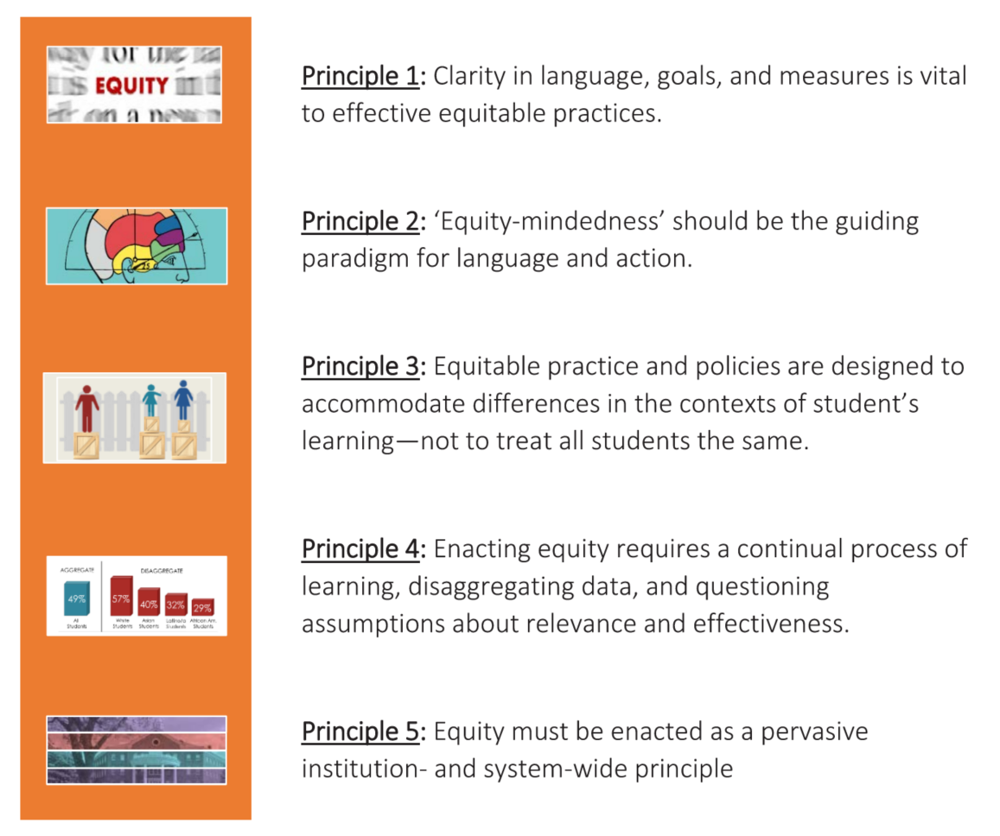 for the
EQUITY
on a new
Principle 1: Clarity in language, goals, and measures is vital
to effective equitable practices.
Principle 2: ‘Equity-mindedness’ should be the guiding
paradigm for language and action.
Principle 3: Equitable practice and policies are designed to
accommodate differences in the contexts of student’s
learning—not to treat all students the same.
AGGREGATE
DISAGGREGATE
49%
57%
40%
32%
29%
All
Students
White
Students
Asian
Students
Latino/a
Students
African Am.
Students
Principle 4: Enacting equity requires a continual process of
learning, disaggregating data, and questioning
assumptions about relevance and effectiveness.
Principle 5: Equity must be enacted as a pervasive
institution- and system-wide principle